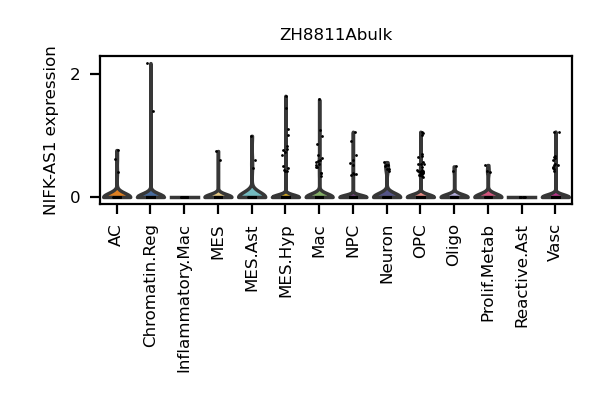 ZH8811Abulk
NIFK-AS1 expression
2
0
AC
Chromatin.Reg
Inflammatory.Mac
MES
MES.Ast
MES.Hyp
Mac
NPC
Neuron
OPC
Oligo
Prolif.Metab
Reactive.Ast
Vasc